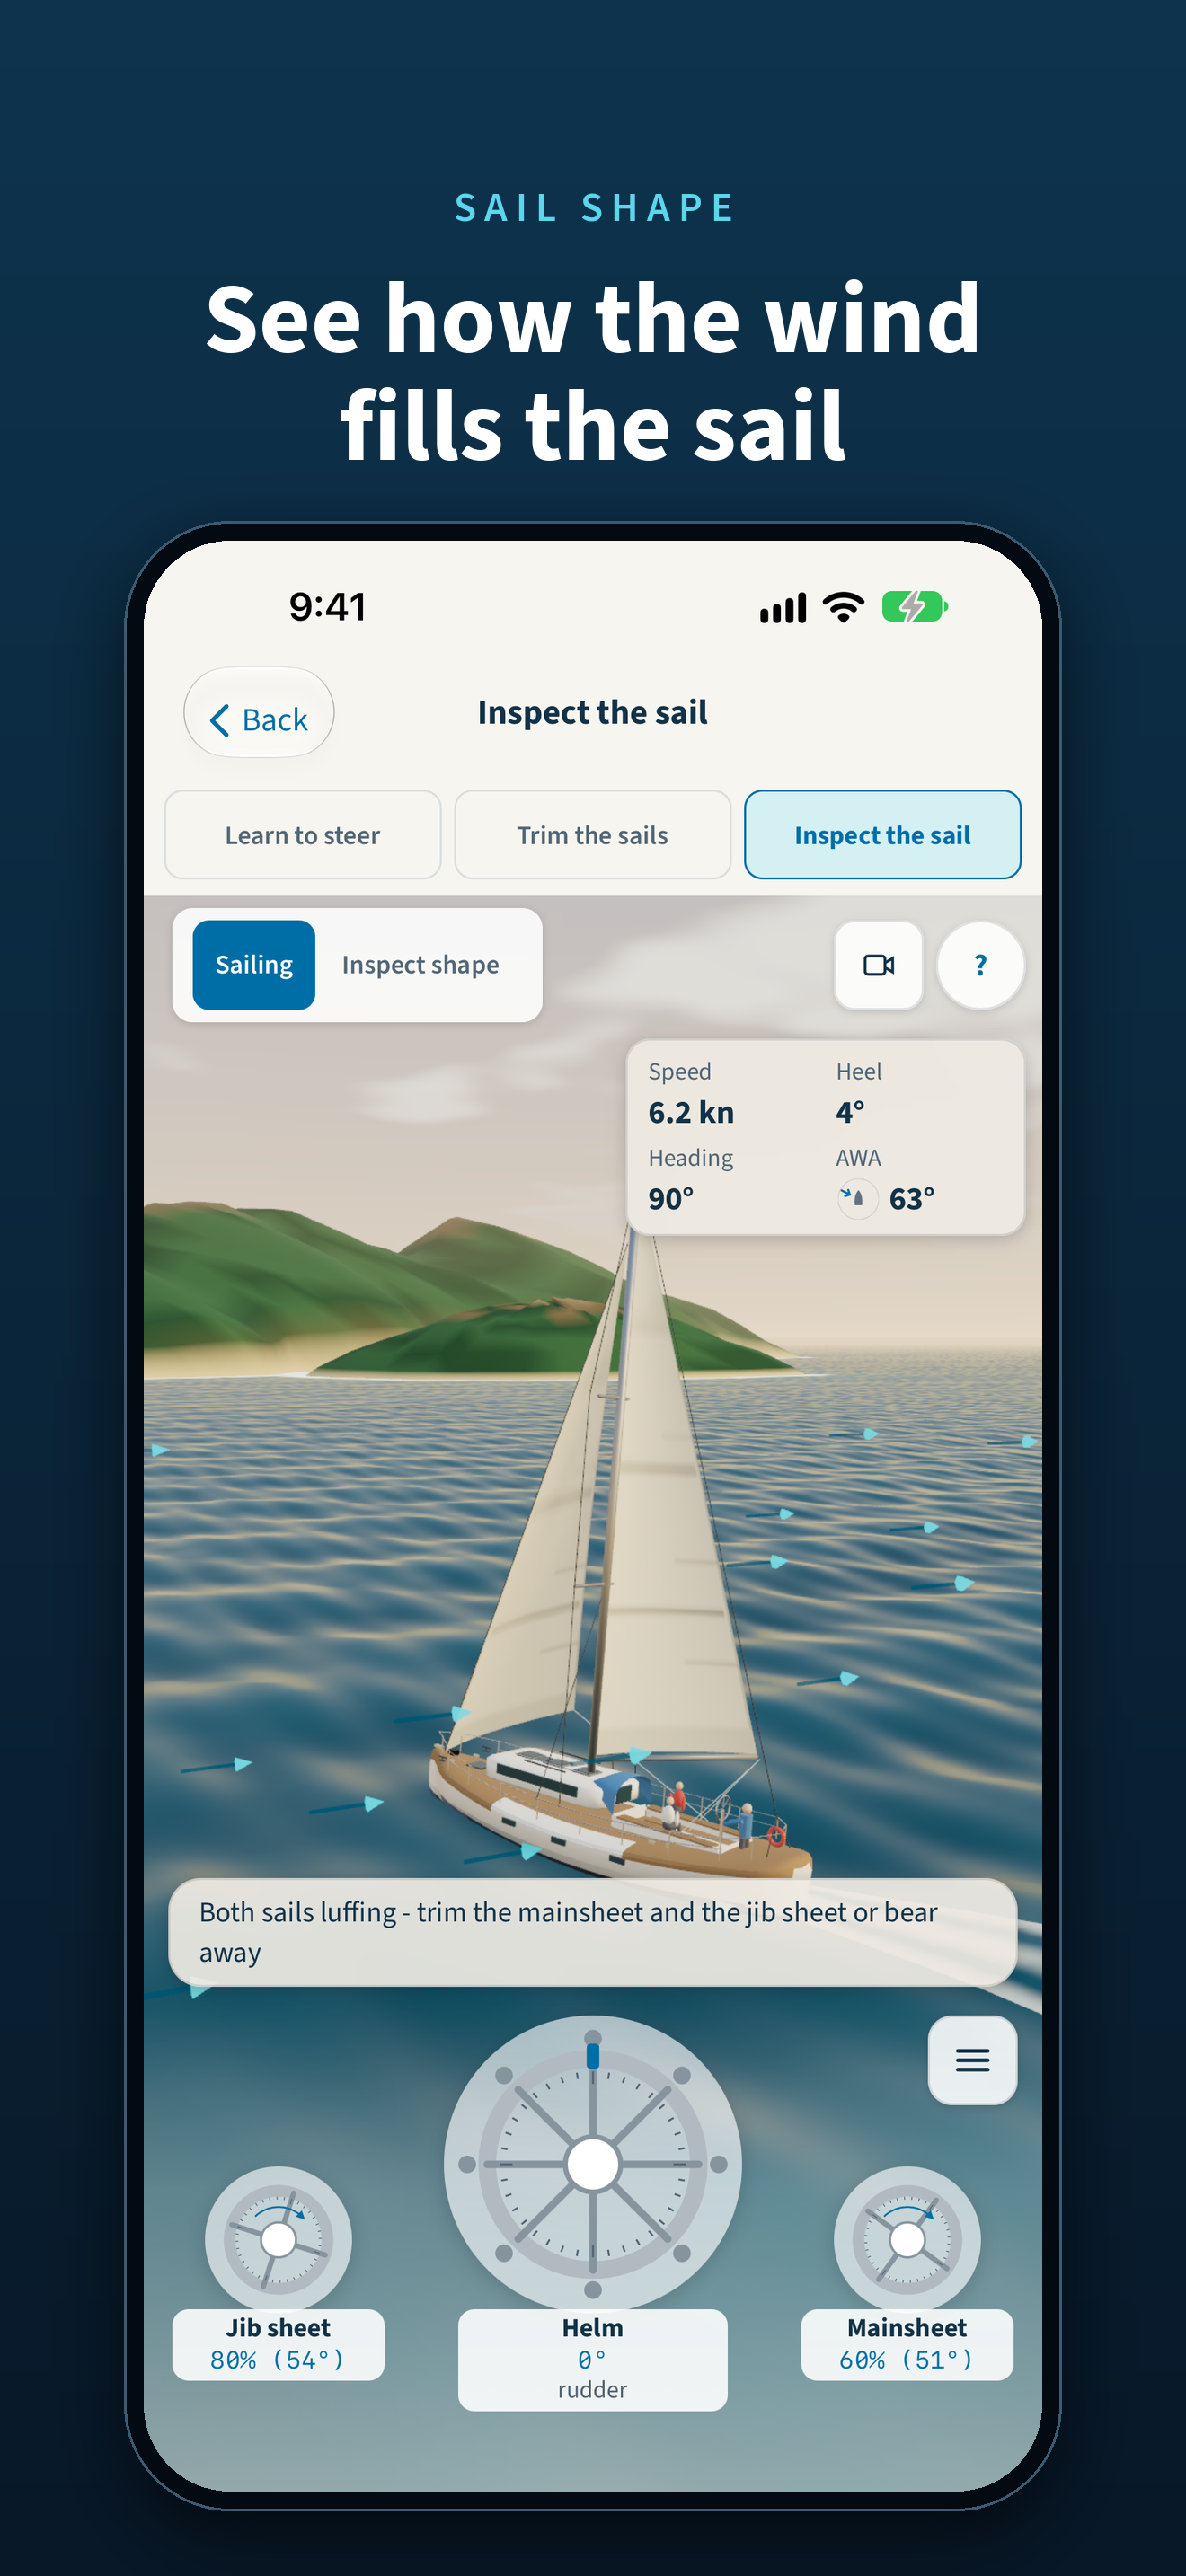 SAIL SHAPE
See how the wind
fills the sail
9:41
Back
Inspect the sail
Learn to steer
Trim the sails
Inspect the sail
Sailing
Inspect shape
?
Speed
Heel
6.2 kn
4°
Heading
AWA
90°
63°
Both sails luffing - trim the mainsheet and the jib sheet or bear
away
Jib sheet
80% (54°)
Helm
0°
rudder
Mainsheet
60% (51°)